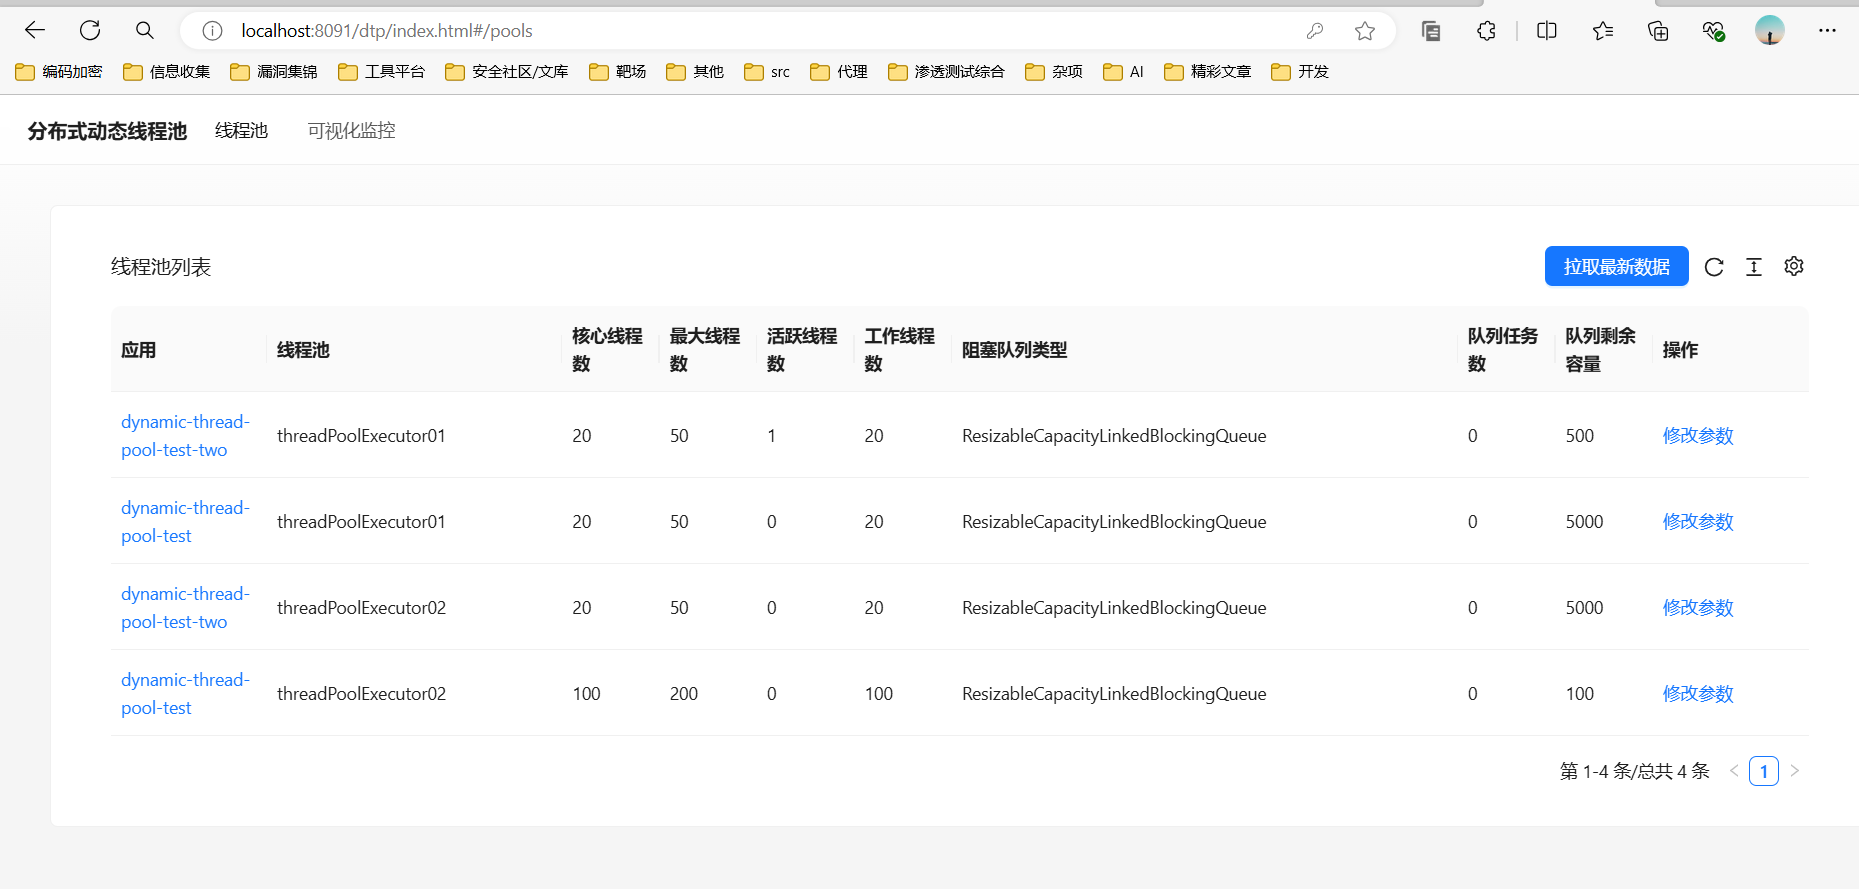 localhost:8091/dtp/index.html#/pools
编码加密 信息收集 漏洞集锦 工具平台 安全社区/文库 靶场 其他 src 代理 渗透测试综合 杂项 AI 精彩文章 开发
分布式动态线程池 线程池 可视化监控
线程池列表 拉取最新数据
应用 线程池 核心线程数 最大线程数 活跃线程数 工作线程数 阻塞队列类型 队列任务数 队列剩余容量 操作
dynamic-thread-pool-test-two threadPoolExecutor01 20 50 1 20 ResizableCapacityLinkedBlockingQueue 0 500 修改参数
dynamic-thread-pool-test threadPoolExecutor01 20 50 0 20 ResizableCapacityLinkedBlockingQueue 0 5000 修改参数
dynamic-thread-pool-test-two threadPoolExecutor02 20 50 0 20 ResizableCapacityLinkedBlockingQueue 0 5000 修改参数
dynamic-thread-pool-test threadPoolExecutor02 100 200 0 100 ResizableCapacityLinkedBlockingQueue 0 100 修改参数
第 1-4 条/总共 4 条 < 1 >